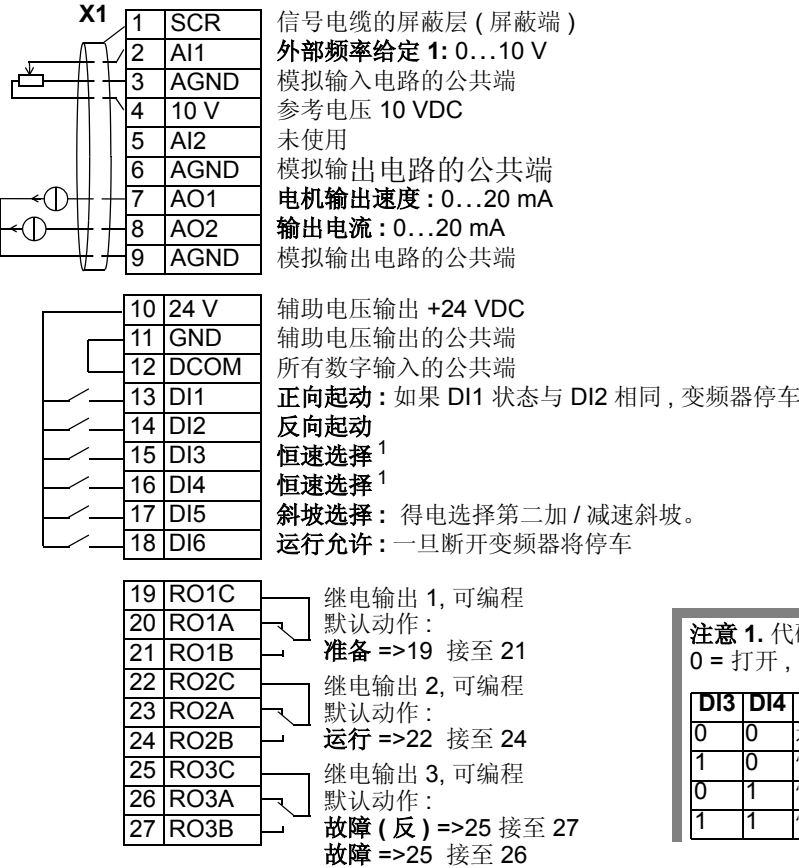 X1
1 SCR 信号电缆的屏蔽层 ( 屏蔽端 )
2 AI1 外部频率给定 1: 0…10 V
3 AGND 模拟输入电路的公共端
4 10 V 参考电压 10 VDC
5 AI2 未使用
6 AGND 模拟输出电路的公共端
7 AO1 电机输出速度 : 0…20 mA
8 AO2 输出电流 : 0…20 mA
9 AGND 模拟输出电路的公共端
10 24 V 辅助电压输出 +24 VDC
11 GND 辅助电压输出的公共端
12 DCOM 所有数字输入的公共端
13 DI1 正向起动 : 如果 DI1 状态与 DI2 相同 , 变频器停车
14 DI2 反向起动
15 DI3 恒速选择 1
16 DI4 恒速选择 1
17 DI5 斜坡选择 : 得电选择第二加 / 减速斜坡。
18 DI6 运行允许 : 一旦断开变频器将停车
19 RO1C 继电输出 1, 可编程
20 RO1A 默认动作 :
21 RO1B 准备 =>19 接至 21
22 RO2C 继电输出 2, 可编程
23 RO2A 默认动作 :
24 RO2B 运行 =>22 接至 24
25 RO3C 继电输出 3, 可编程
26 RO3A 默认动作 :
27 RO3B 故障 ( 反 ) =>25 接至 27
故障 =>25 接至 26
注意 1. 
0 = 打开 ,
DI3 DI4
0 0
1 0
0 1
1 1